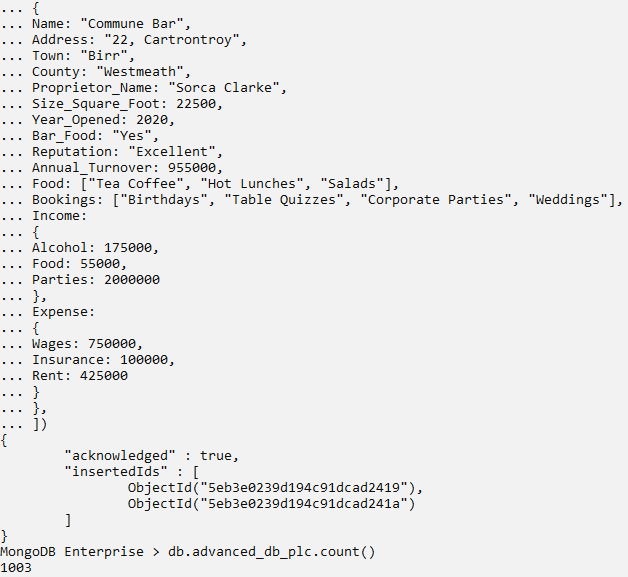 ... {
... Name: "Commune Bar",
... Address: "22, Cartrontroy",
... Town: "Birr",
... County: "Westmeath",
... Proprietor_Name: "Sorca Clarke",
... Size_Square_Foot: 22500,
... Year_Opened: 2020,
... Bar_Food: "Yes",
... Reputation: "Excellent",
... Annual_Turnover: 955000,
... Food: ["Tea Coffee", "Hot Lunches", "Salads"],
... Bookings: ["Birthdays", "Table Quizzes", "Corporate Parties", "Weddings"],
... Income:
... {
... Alcohol: 175000,
... Food: 55000,
... Parties: 2000000
... },
... Expense:
... {
... Wages: 750000,
... Insurance: 100000,
... Rent: 425000
... }
... },
... ])
{
        "acknowledged" : true,
        "insertedIds" : [
                ObjectId("5eb3e0239d194c91dcad2419"),
                ObjectId("5eb3e0239d194c91dcad241a")
        ]
}
MongoDB Enterprise > db.advanced_db_plc.count()
1003